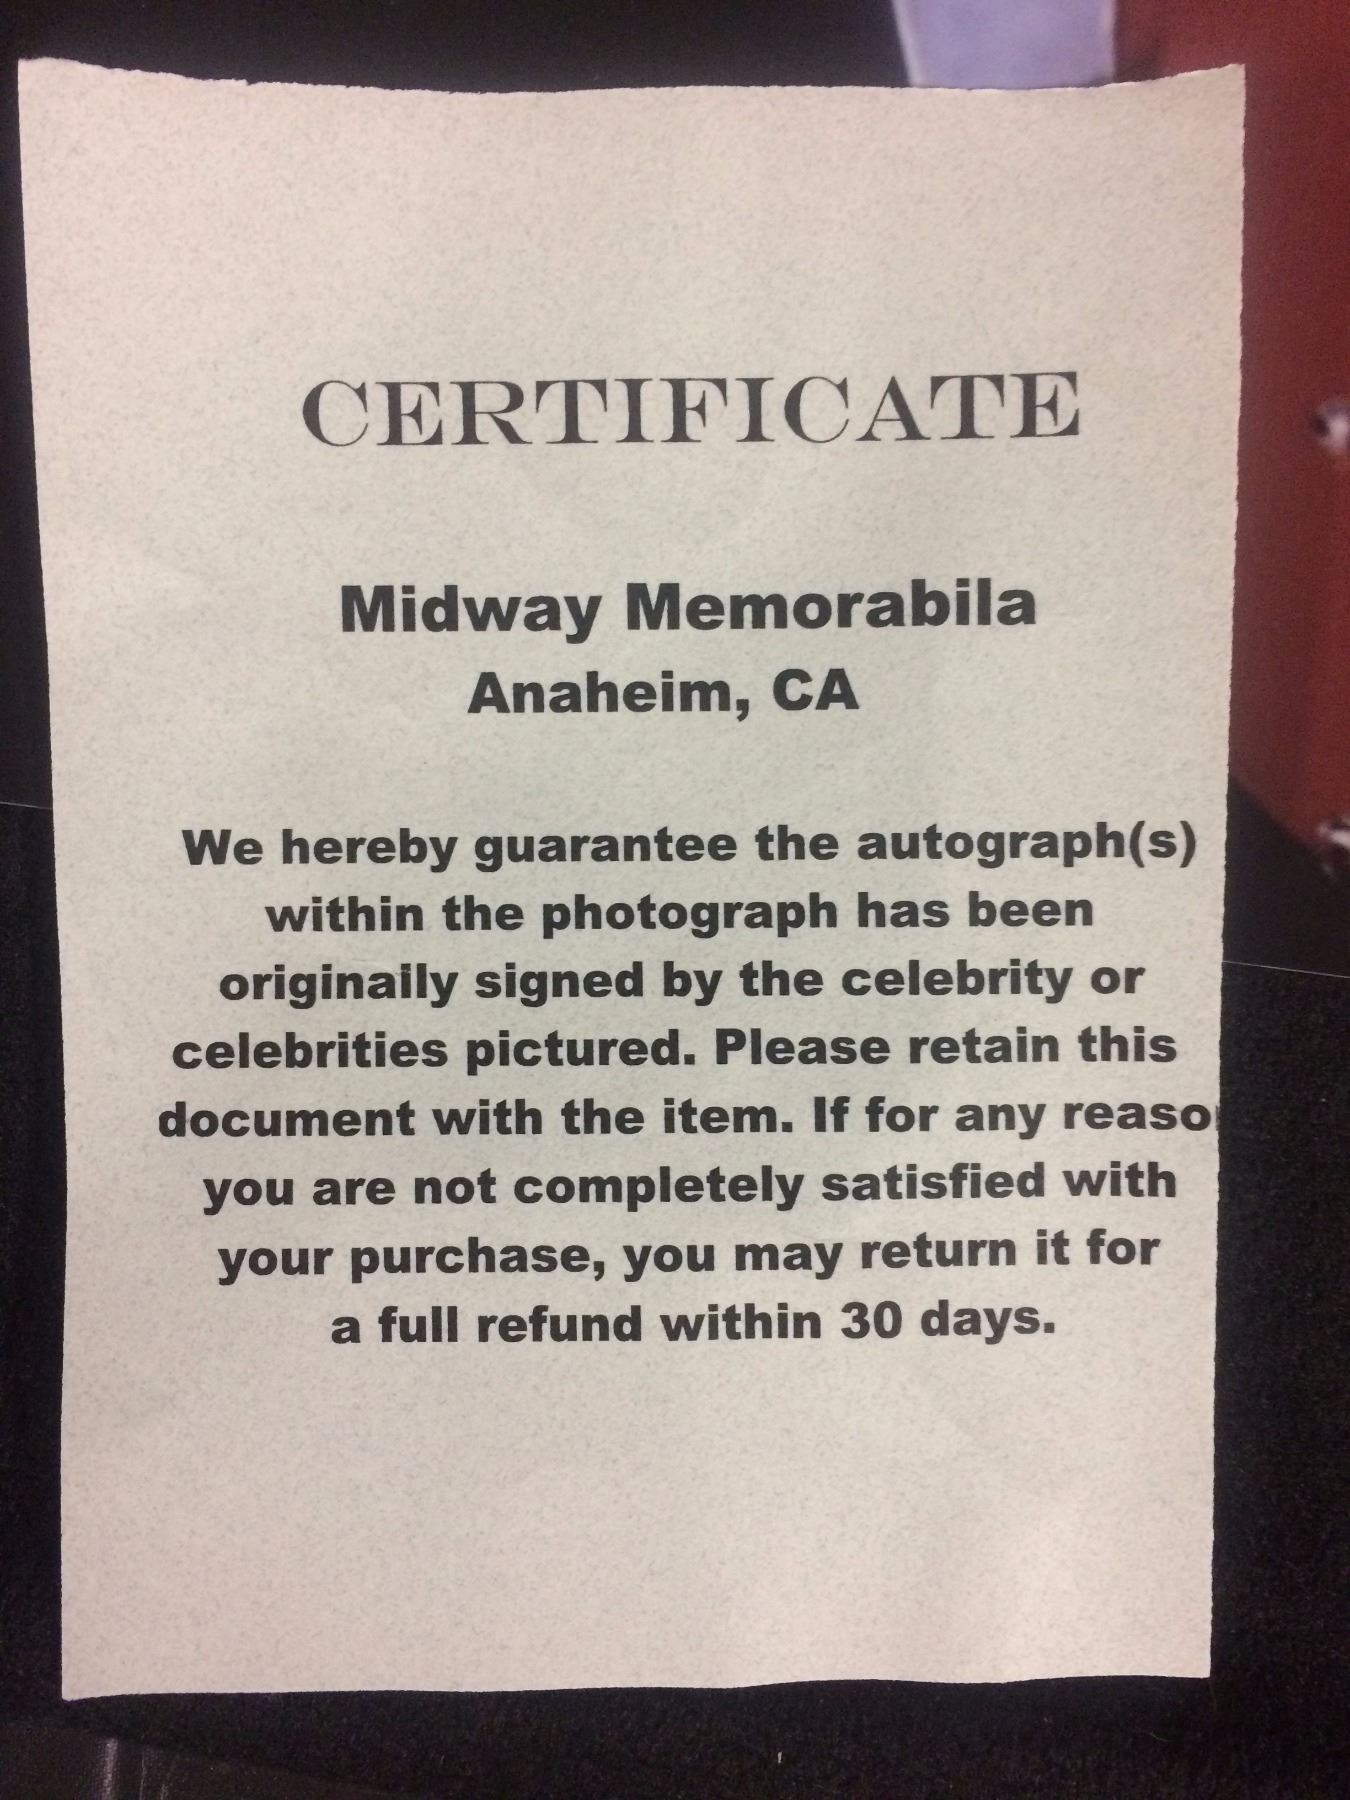 CERTIFICATE
Midway Memorabila
Anaheim, CA
We hereby guarantee the autograph(s)
within the photograph has been
originaily signed by the celebrity or
celebrities pictured. Please retain this
document with the item. If for any reaso
you are not completely satisfied with
your purchase, you may return it for
a full refund within 30 days.